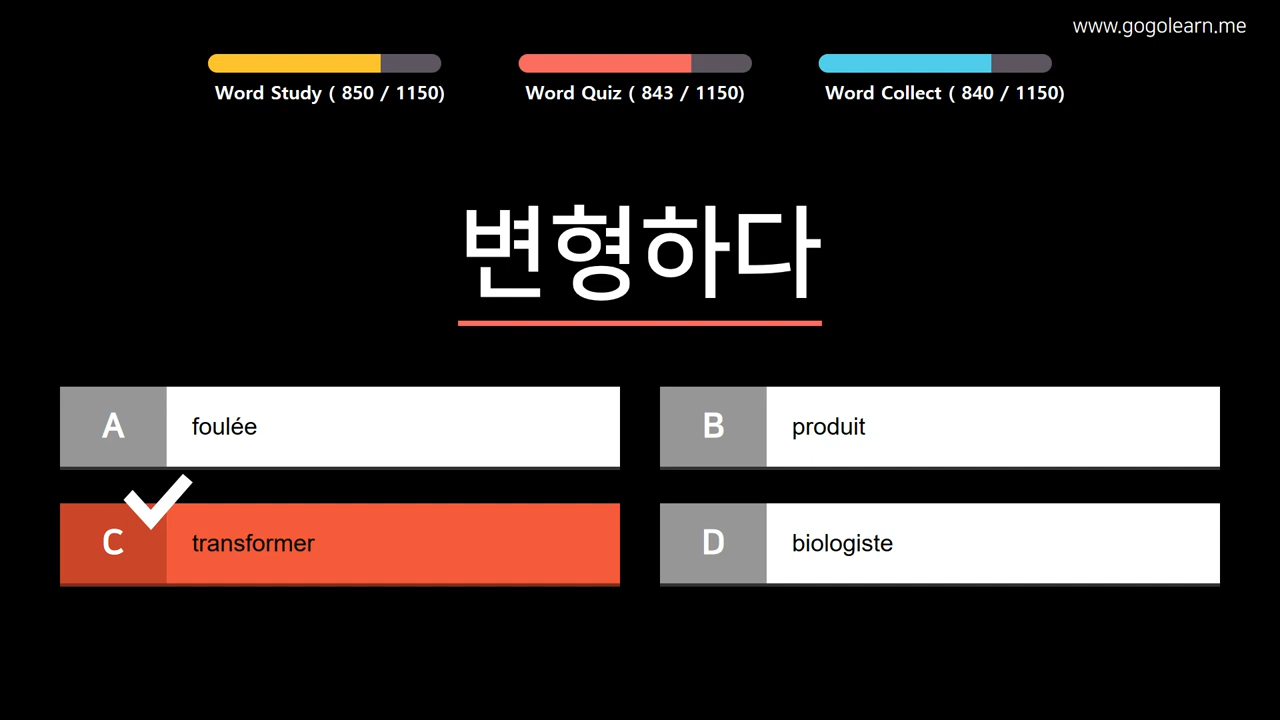 www.gogolearn.me
Word Study ( 850 / 1150)
Word Quiz ( 843 / 1150)
Word Collect ( 840 / 1150)
변형하다
A foulée
B produit
C transformer
D biologiste